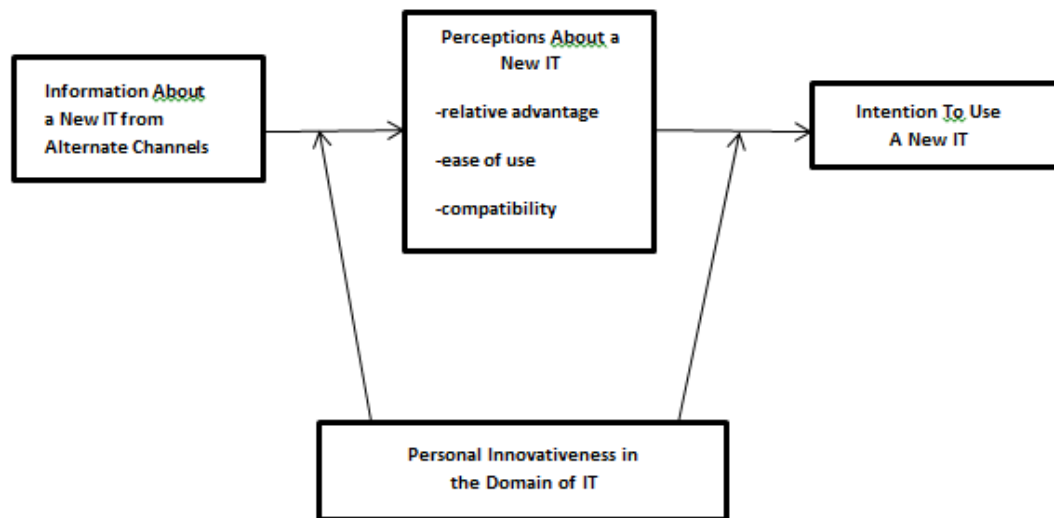 Information About
a New IT from
Alternate Channels
Perceptions About a
New IT
-relative advantage
-ease of use
-compatibility
Intention To Use
A New IT
Personal Innovativeness in
the Domain of IT